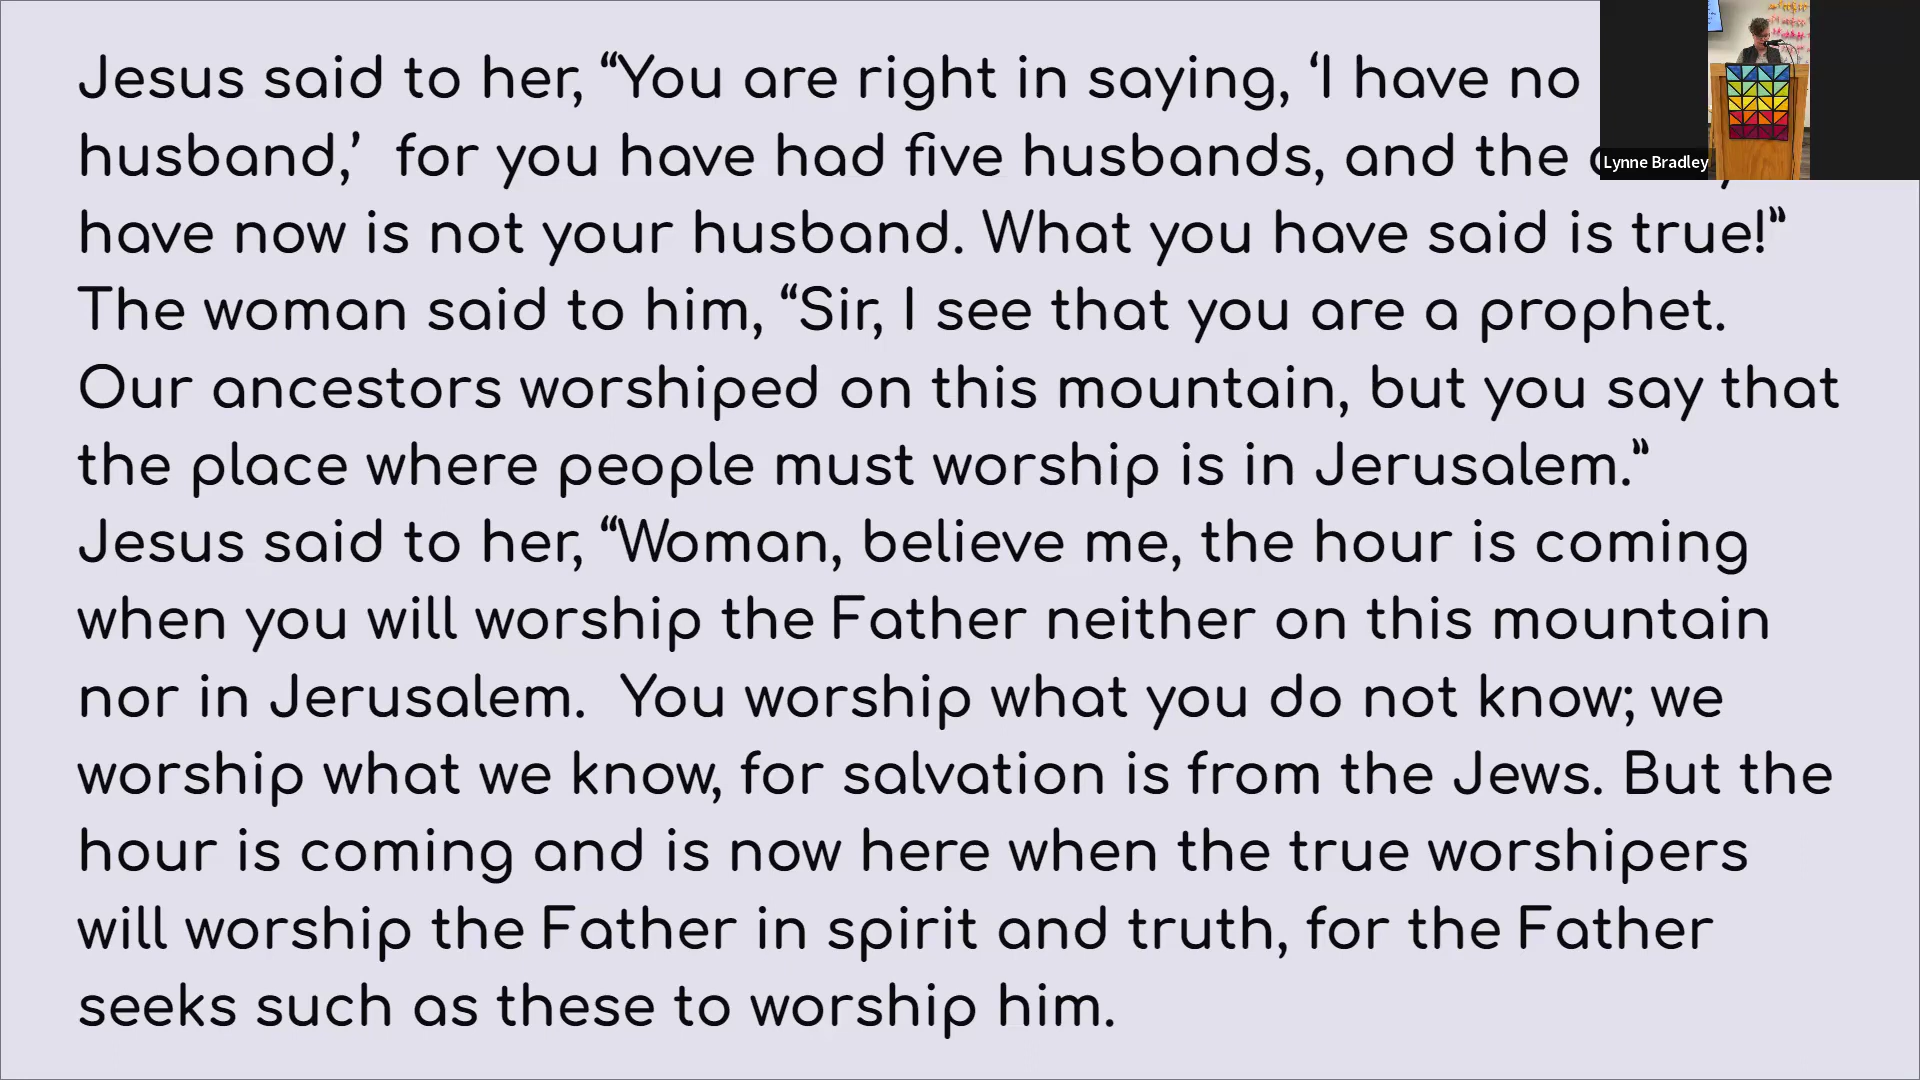 Jesus said to her, “You are right in saying, ‘I have no
husband,’  for you have had five husbands, and the
have now is not your husband. What you have said is true!”
The woman said to him, “Sir, I see that you are a prophet.
Our ancestors worshiped on this mountain, but you say that
the place where people must worship is in Jerusalem.”
Jesus said to her, “Woman, believe me, the hour is coming
when you will worship the Father neither on this mountain
nor in Jerusalem.  You worship what you do not know; we
worship what we know, for salvation is from the Jews. But the
hour is coming and is now here when the true worshipers
will worship the Father in spirit and truth, for the Father
seeks such as these to worship him.
Lynne Bradley